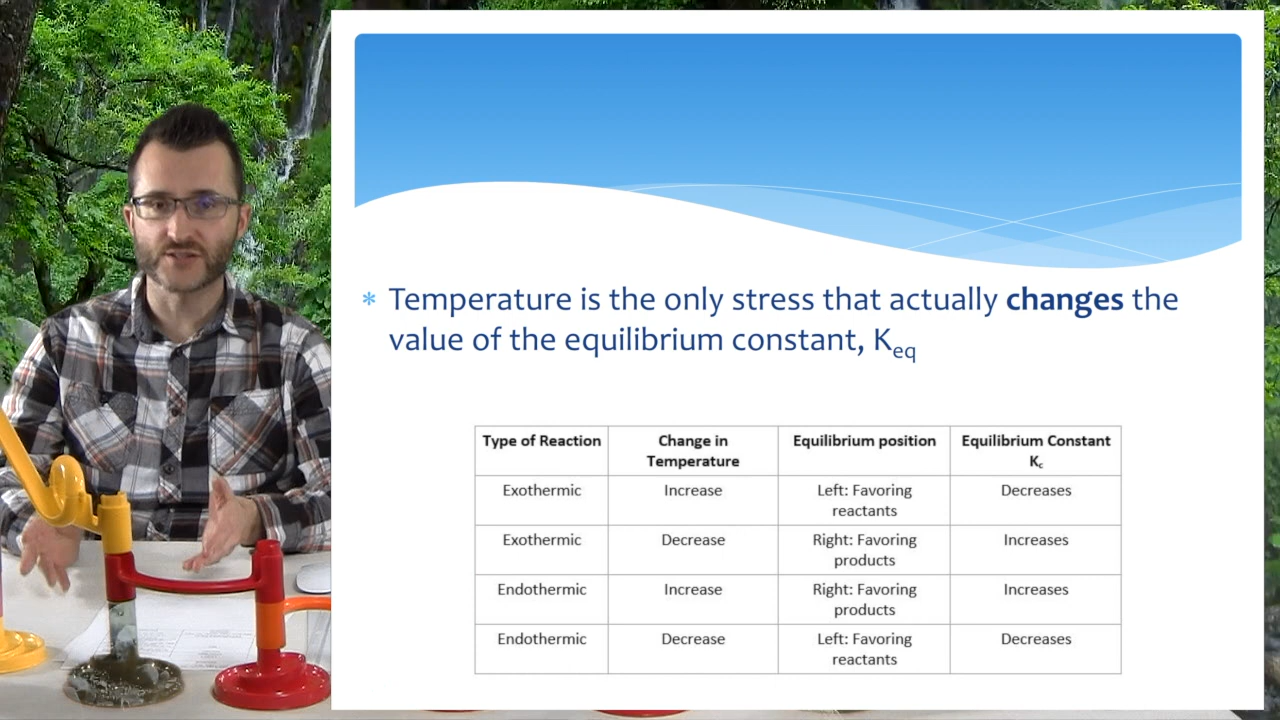 * Temperature is the only stress that actually changes the
value of the equilibrium constant, Keq
Type of Reaction Change in Temperature Equilibrium position Equilibrium Constant Kc
Exothermic Increase Left: Favoring reactants Decreases
Exothermic Decrease Right: Favoring products Increases
Endothermic Increase Right: Favoring products Increases
Endothermic Decrease Left: Favoring reactants Decreases